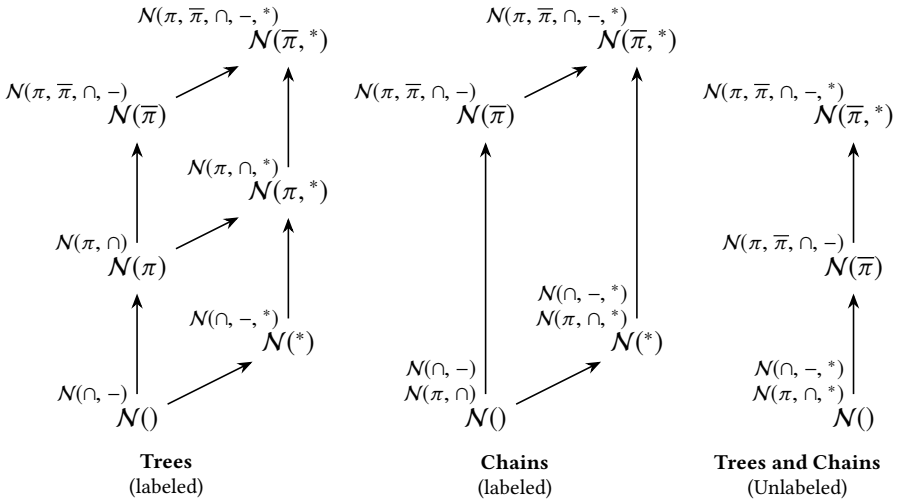 𝒩(π, π̅, ∩, −, *)
𝒩(π̅, *)
𝒩(π, π̅, ∩, −)
𝒩(π̅)
𝒩(π, ∩, *)
𝒩(π, *)
𝒩(π, ∩)
𝒩(π)
𝒩(∩, −, *)
𝒩(*)
𝒩(∩, −)
𝒩()
Trees
(labeled)
𝒩(π, π̅, ∩, −, *)
𝒩(π̅, *)
𝒩(π, π̅, ∩, −)
𝒩(π̅)
𝒩(∩, −, *)
𝒩(π, ∩, *)
𝒩(*)
𝒩(∩, −)
𝒩(π, ∩)
𝒩()
Chains
(labeled)
𝒩(π, π̅, ∩, −, *)
𝒩(π̅, *)
𝒩(π, π̅, ∩, −)
𝒩(π̅)
𝒩(∩, −, *)
𝒩(π, ∩, *)
𝒩()
Trees and Chains
(Unlabeled)